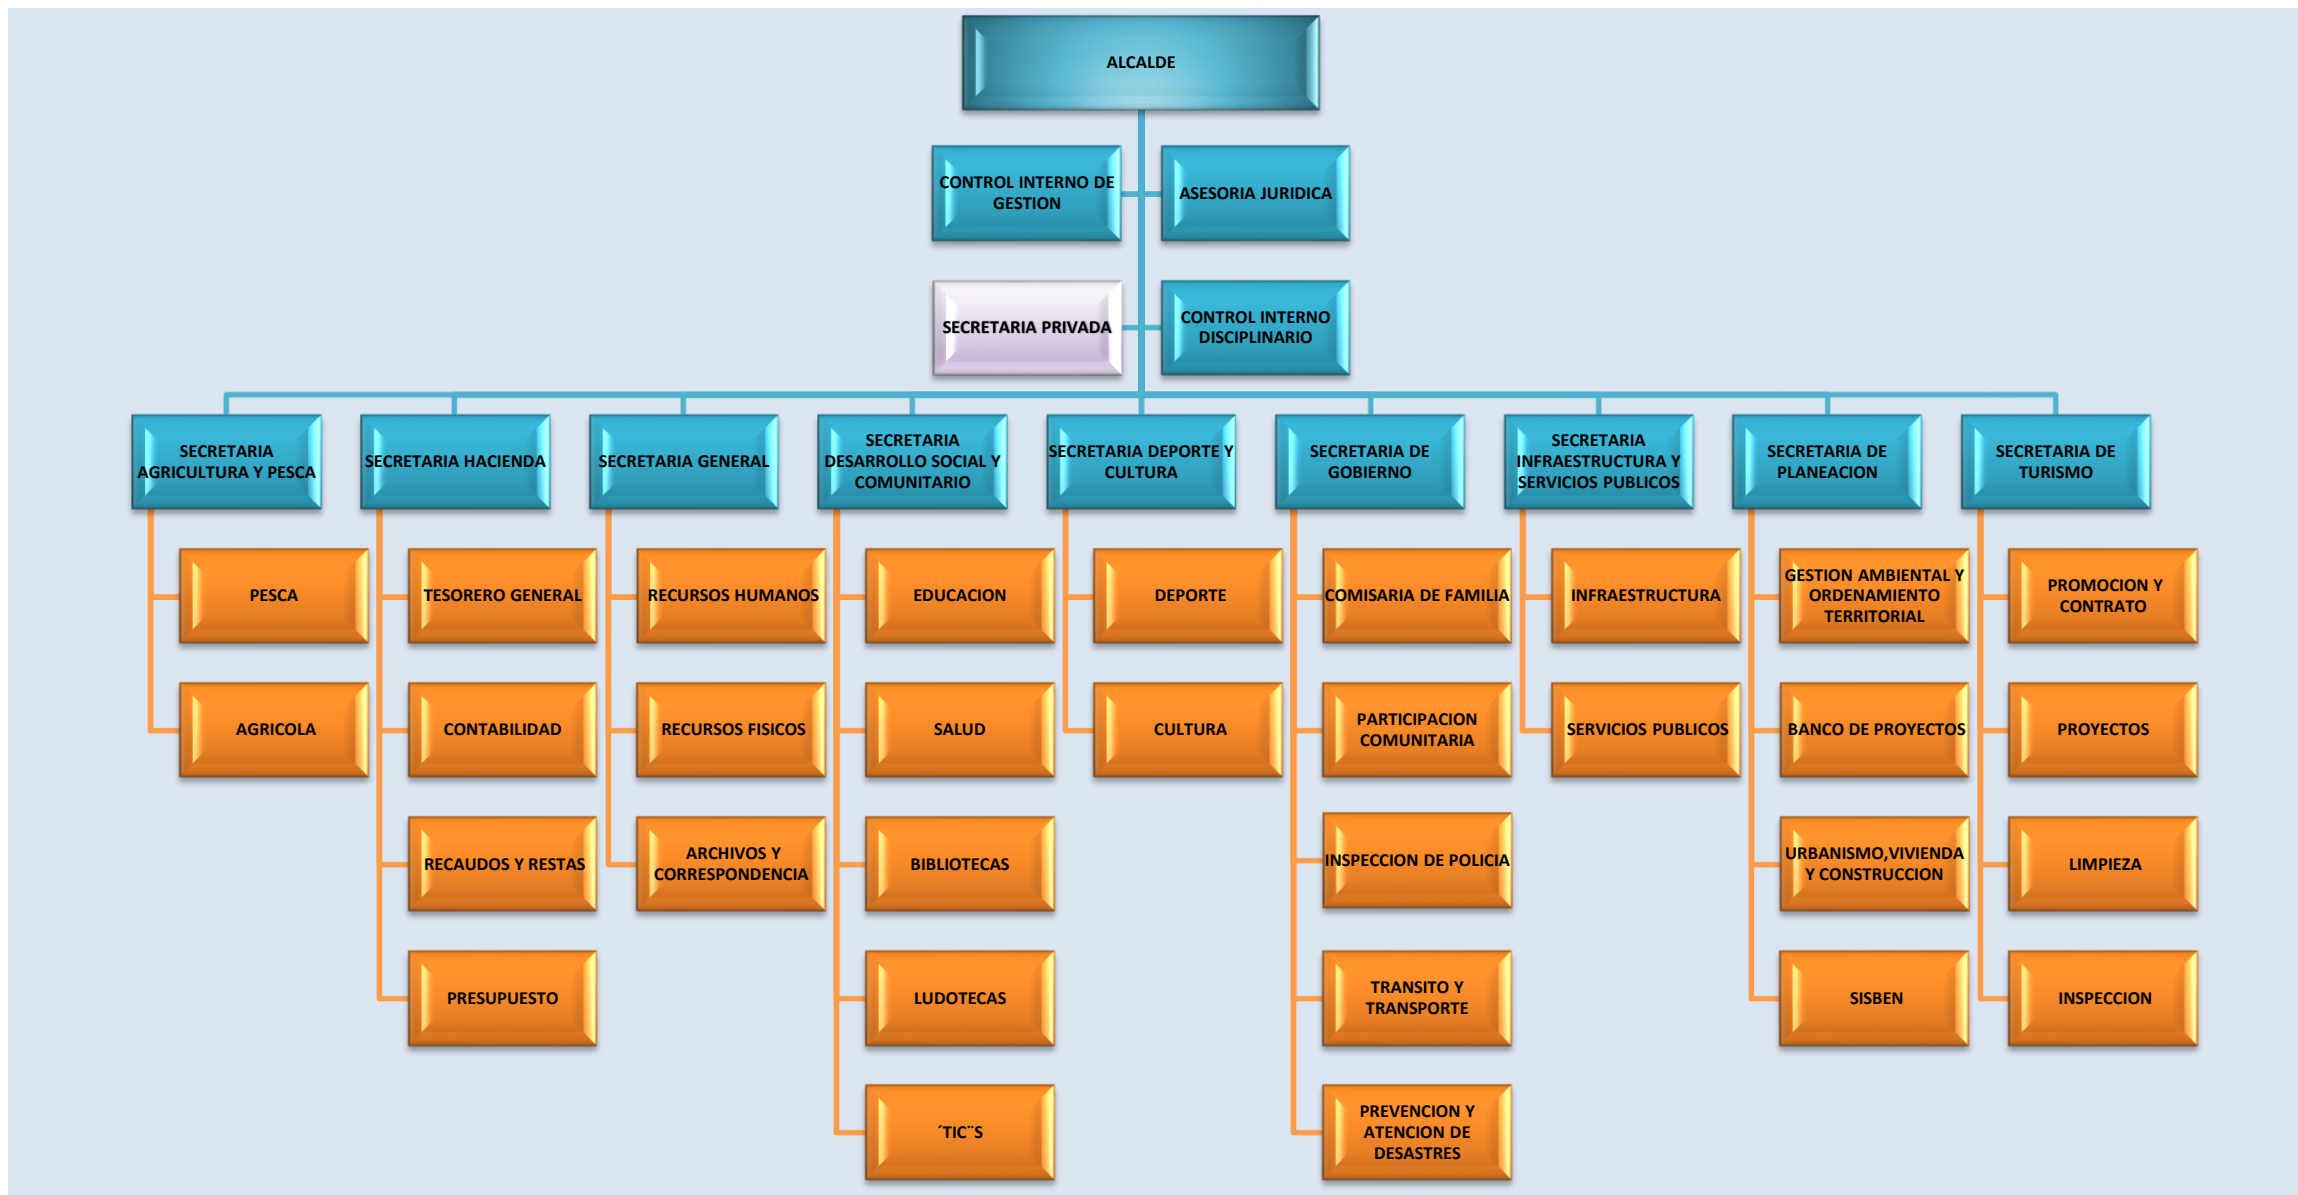 ALCALDE
CONTROL INTERNO DE
GESTION
ASESORIA JURIDICA
SECRETARIA PRIVADA
CONTROL INTERNO
DISCIPLINARIO
SECRETARIA
AGRICULTURA Y PESCA
SECRETARIA HACIENDA
SECRETARIA GENERAL
SECRETARIA
DESARROLLO SOCIAL Y
COMUNITARIO
SECRETARIA DEPORTE Y
CULTURA
SECRETARIA DE
GOBIERNO
SECRETARIA
INFRAESTRUCTURA Y
SERVICIOS PUBLICOS
SECRETARIA DE
PLANEACION
SECRETARIA DE
TURISMO
PESCA
TESORERO GENERAL
RECURSOS HUMANOS
EDUCACION
DEPORTE
COMISARIA DE FAMILIA
INFRAESTRUCTURA
GESTION AMBIENTAL Y
ORDENAMIENTO
TERRITORIAL
PROMOCION Y
CONTRATO
AGRICOLA
CONTABILIDAD
RECURSOS FISICOS
SALUD
CULTURA
PARTICIPACION
COMUNITARIA
SERVICIOS PUBLICOS
BANCO DE PROYECTOS
PROYECTOS
RECAUDOS Y RESTAS
ARCHIVOS Y
CORRESPONDENCIA
BIBLIOTECAS
INSPECCION DE POLICIA
URBANISMO,VIVIENDA
Y CONSTRUCCION
LIMPIEZA
PRESUPUESTO
LUDOTECAS
TRANSITO Y
TRANSPORTE
SISBEN
INSPECCION
´TIC¨S
PREVENCION Y
ATENCION DE
DESASTRES